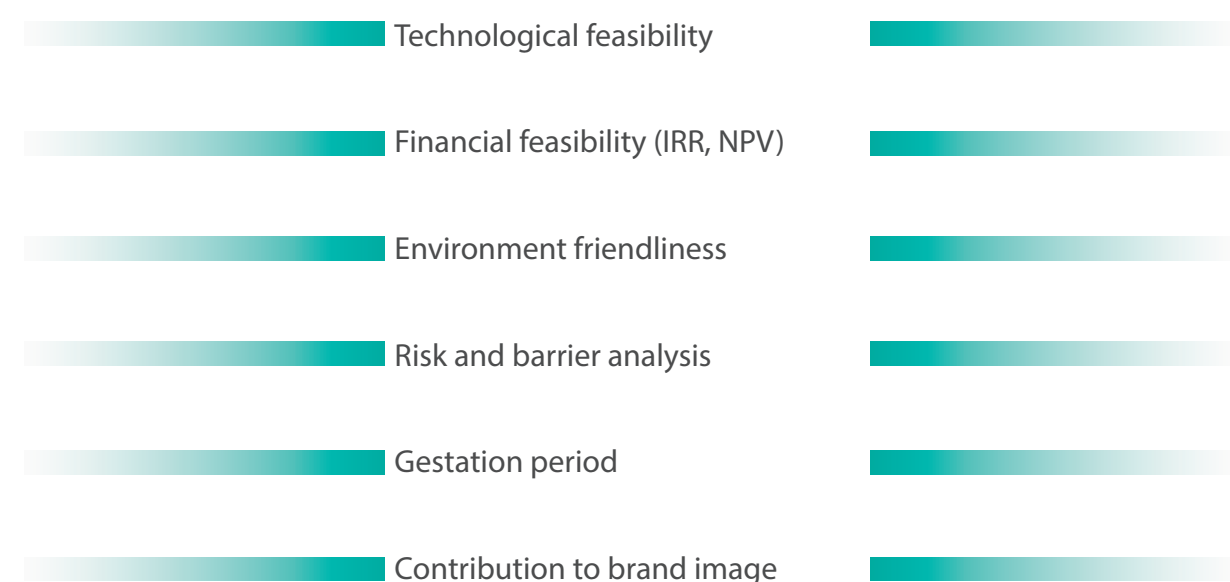 Technological feasibility
Financial feasibility (IRR, NPV)
Environment friendliness
Risk and barrier analysis
Gestation period
Contribution to brand image